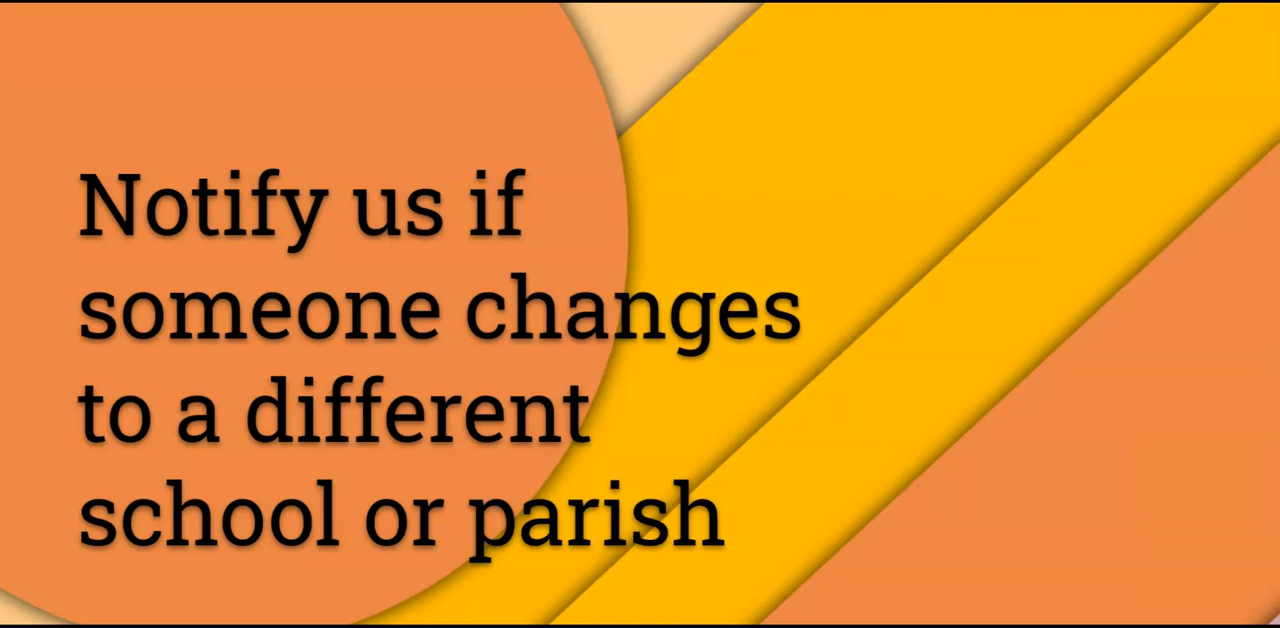 Notify us if
someone changes
to a different
school or parish